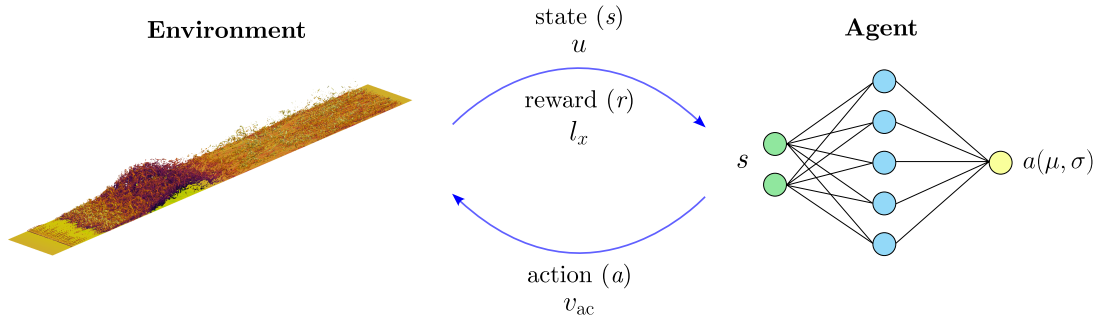 Environment
state (s)
u
reward (r)
l_x
action (a)
v_ac
Agent
s
a(μ, σ)